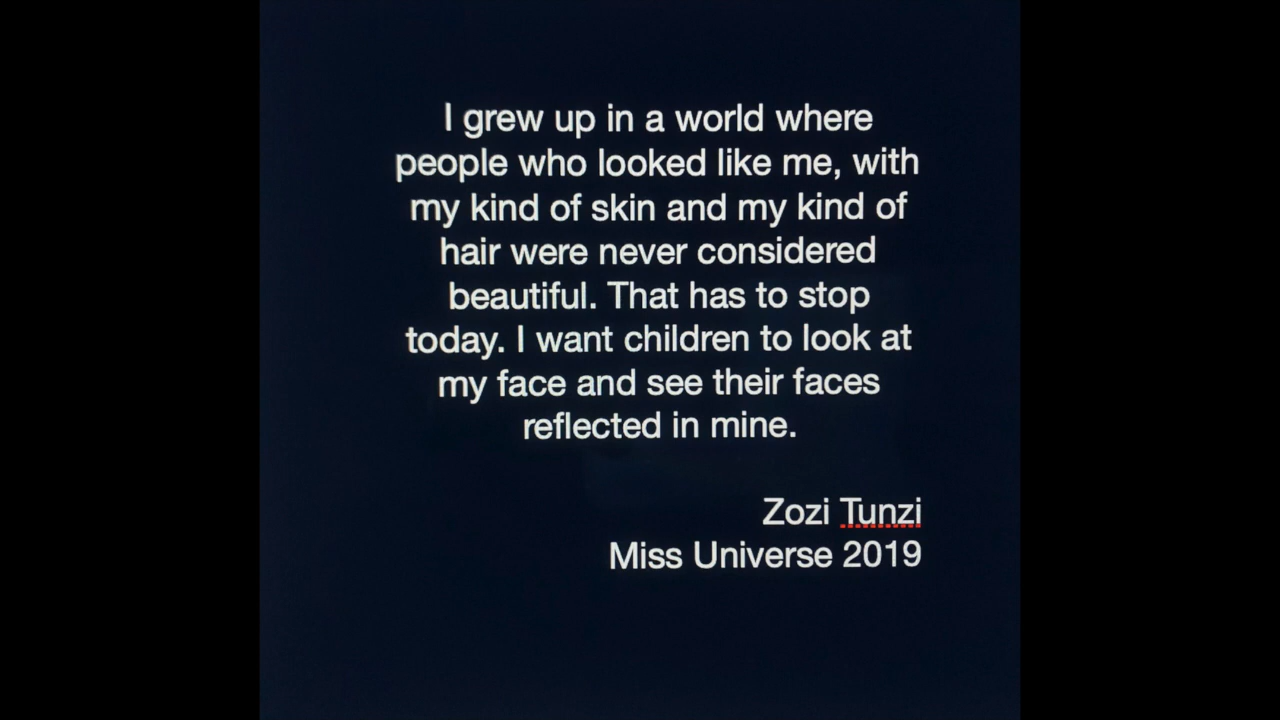 I grew up in a world where
people who looked like me, with
my kind of skin and my kind of
hair were never considered
beautiful. That has to stop
today. I want children to look at
my face and see their faces
reflected in mine.
Zozi Tunzi
Miss Universe 2019